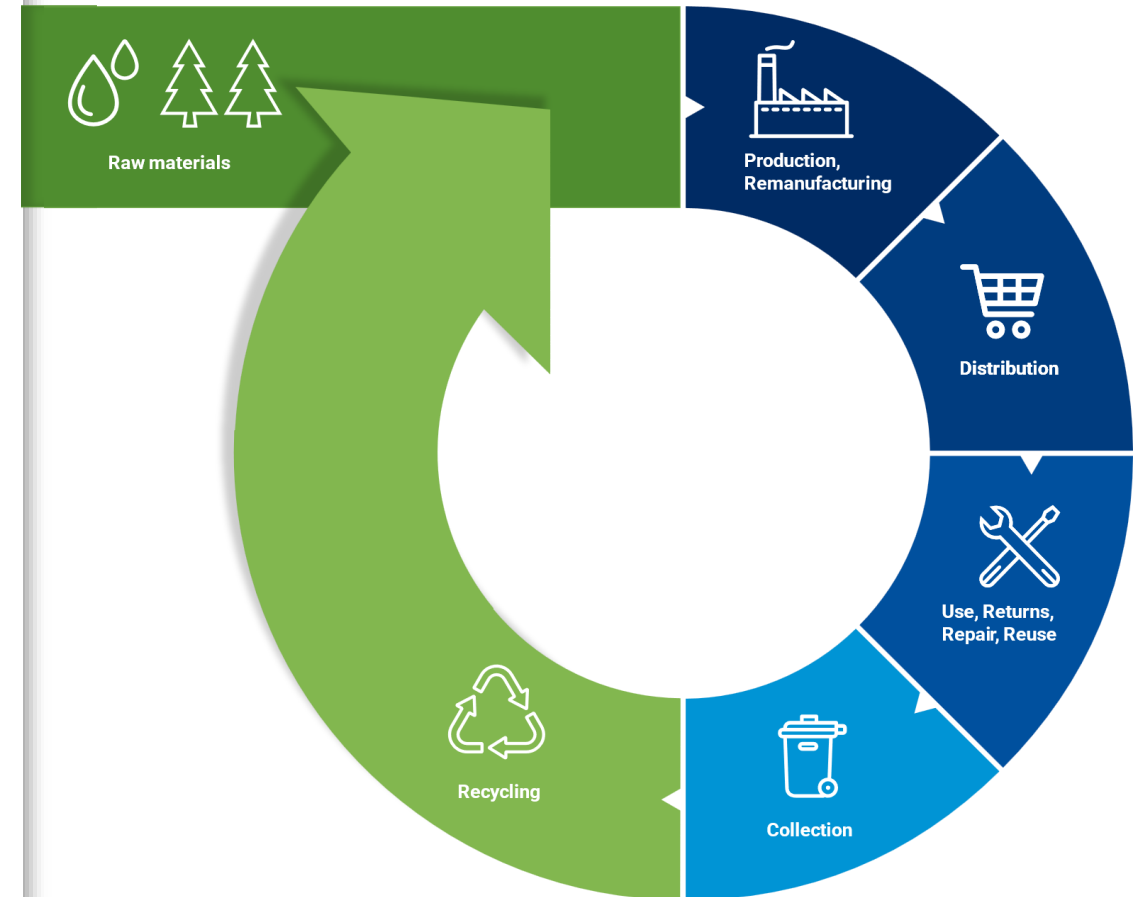 Raw materials
Production,
Remanufacturing
Distribution
Use, Returns,
Repair, Reuse
Collection
Recycling